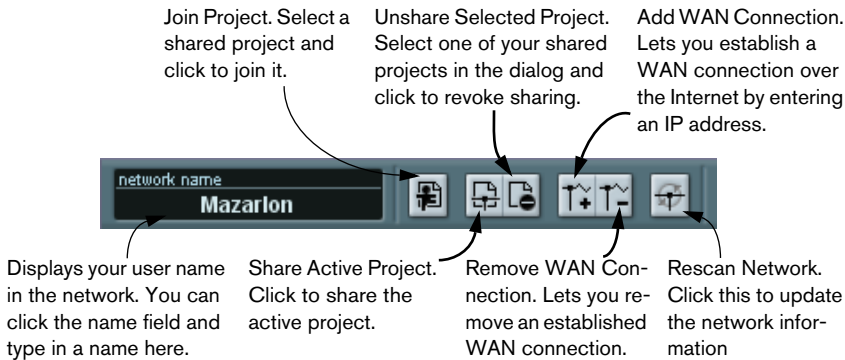 Join Project. Select a
shared project and
click to join it.
Unshare Selected Project.
Select one of your shared
projects in the dialog and
click to revoke sharing.
Add WAN Connection.
Lets you establish a
WAN connection over
the Internet by entering
an IP address.
network name
Mazarlon
Displays your user name
in the network. You can
click the name field and
type in a name here.
Share Active Project.
Click to share the
active project.
Remove WAN Con-
nection. Lets you re-
move an established
WAN connection.
Rescan Network.
Click this to update
the network infor-
mation